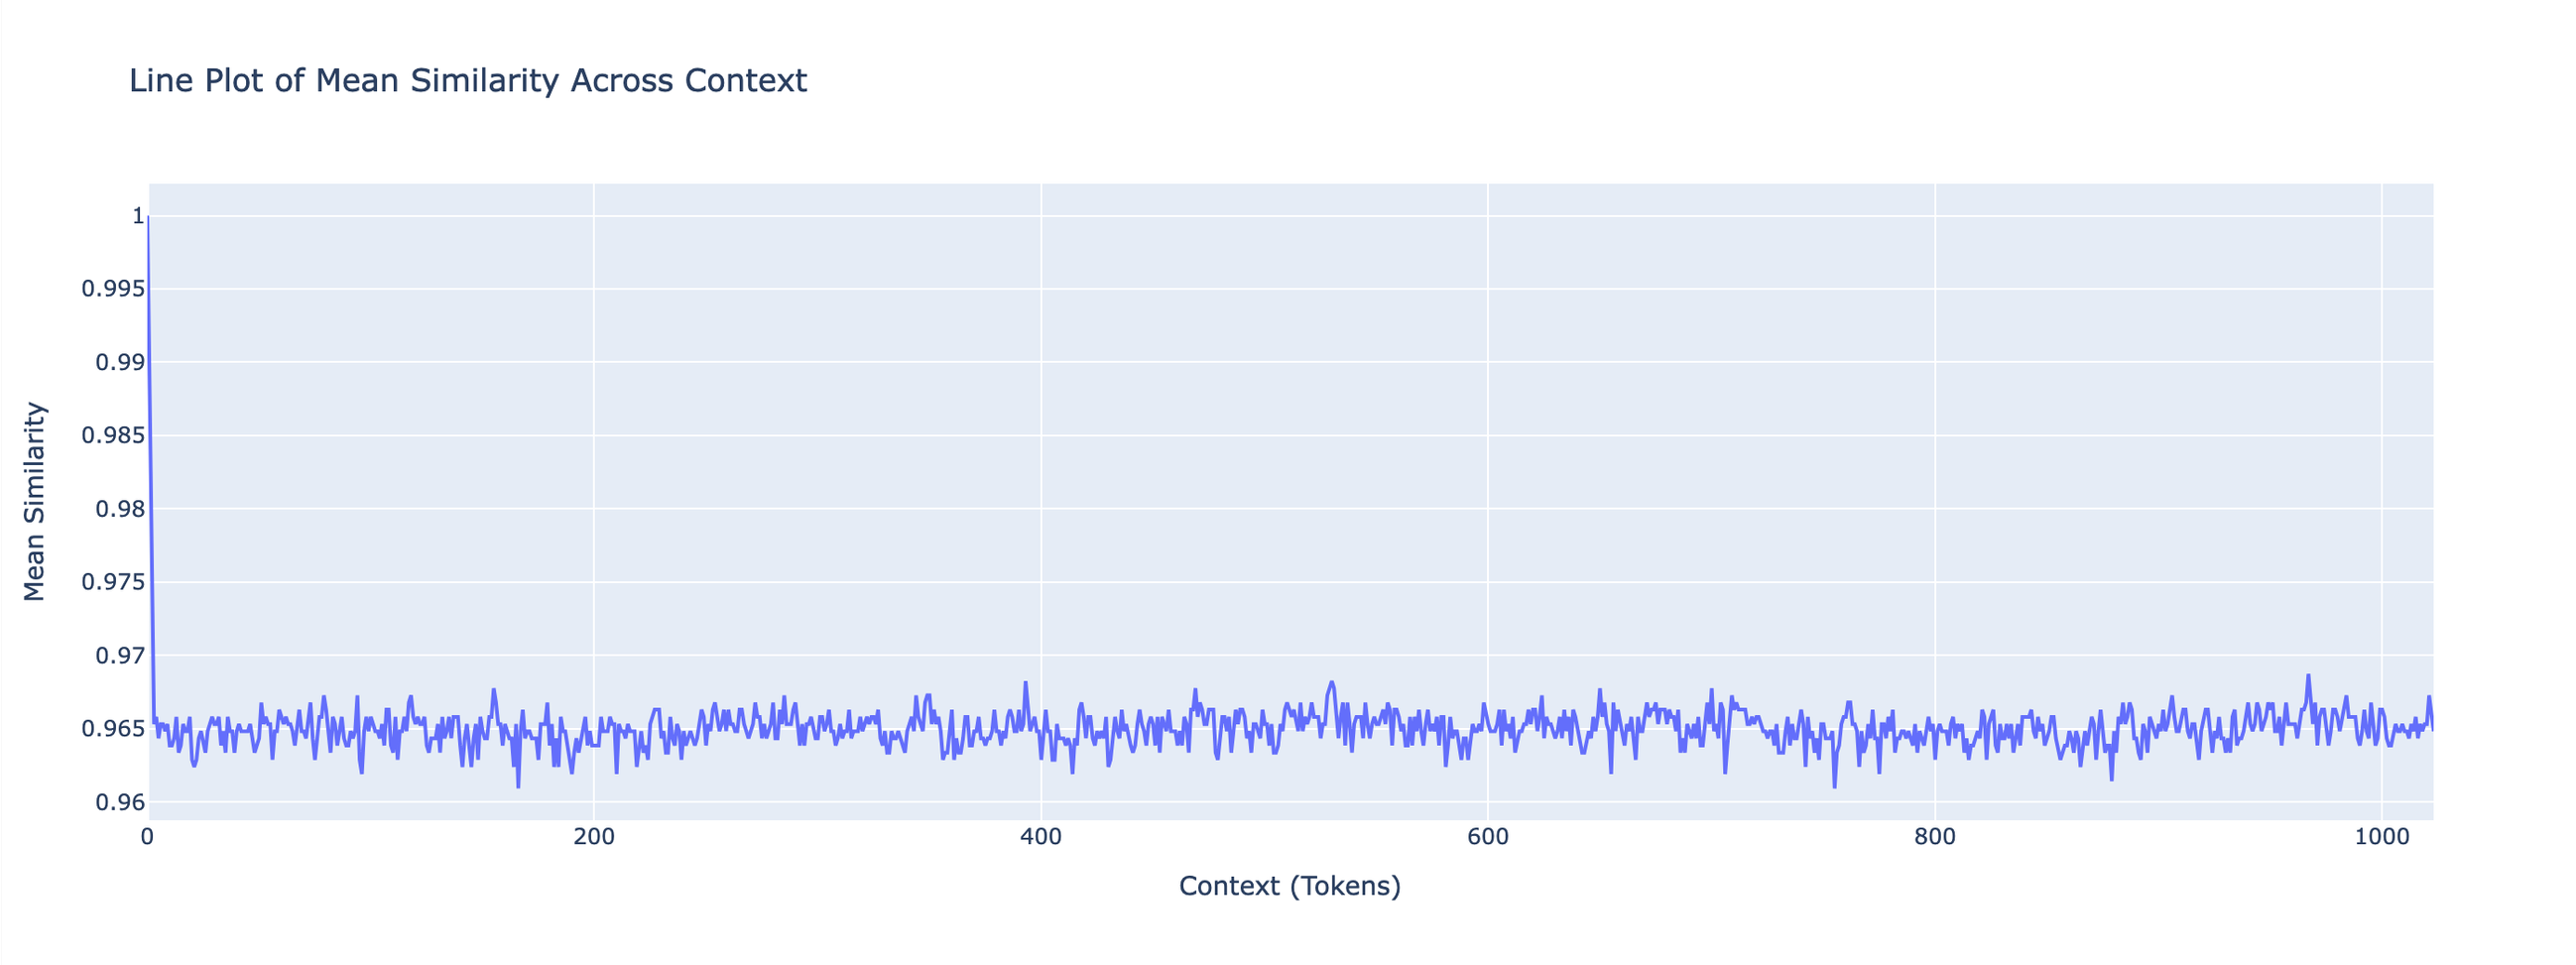 Line Plot of Mean Similarity Across Context
1
0.995
0.99
0.985
0.98
0.975
0.97
0.965
0.96
Mean Similarity
0 200 400 600 800 1000
Context (Tokens)